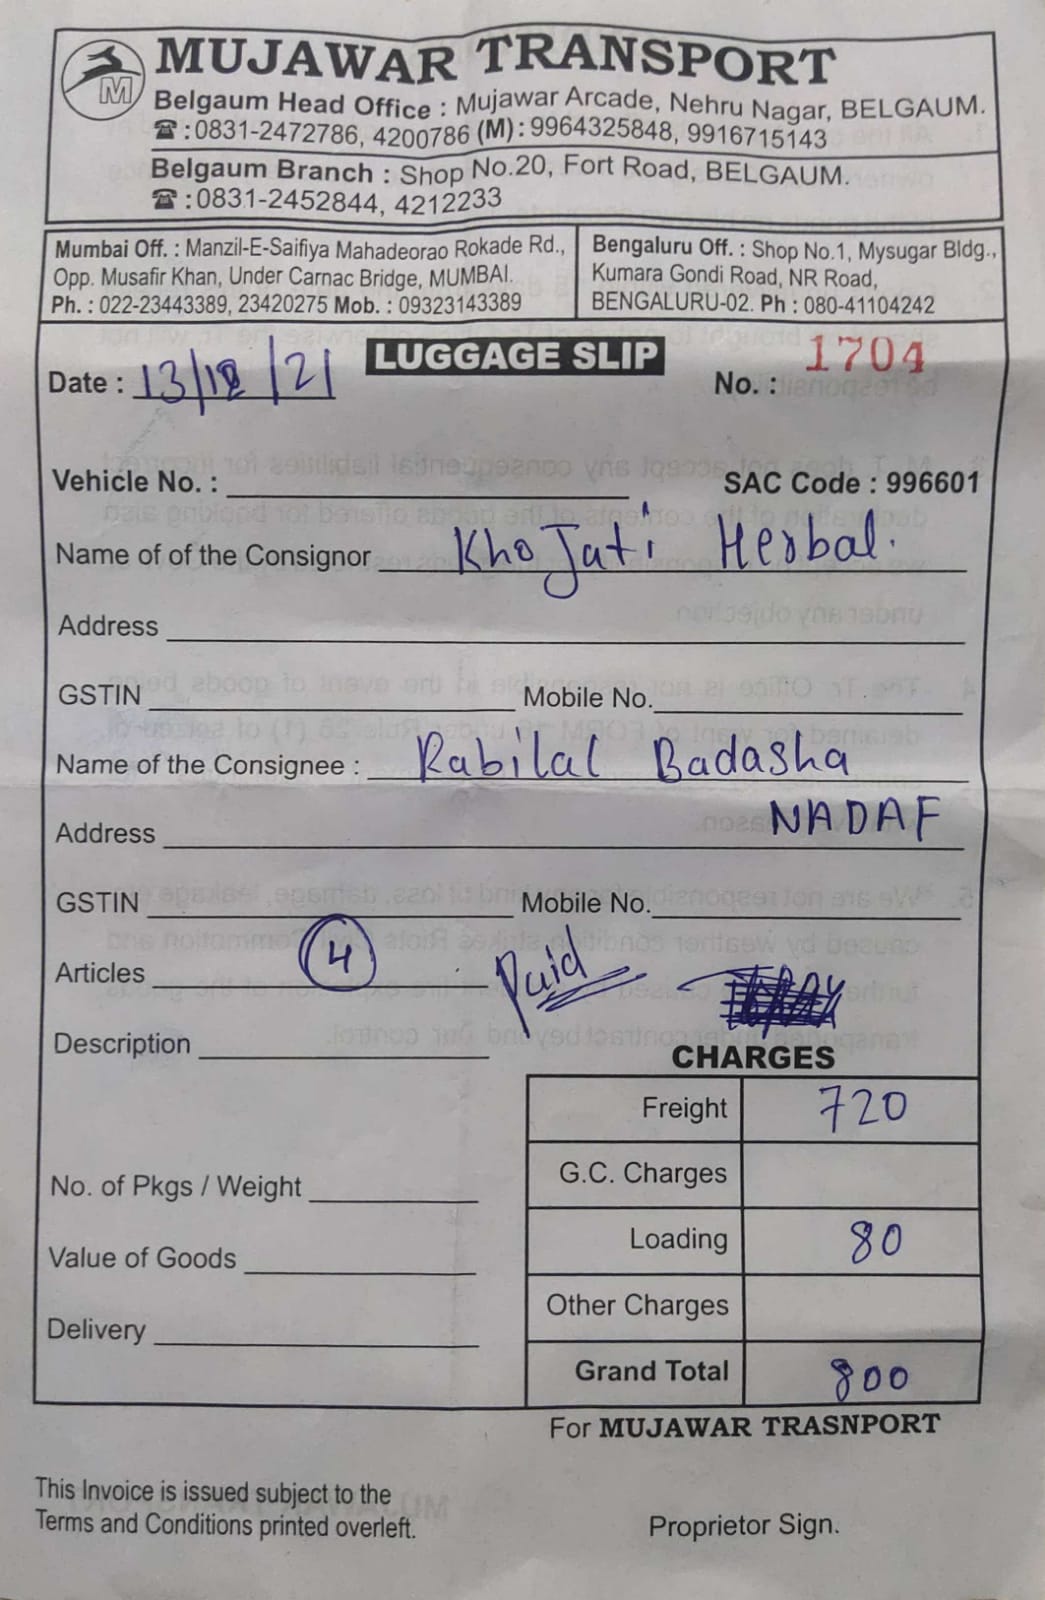 M
MUJAWAR TRANSPORT
Belgaum Head Office : Mujawar Arcade, Nehru Nagar, BELGAUM.
☎ :0831-2472786, 4200786 (M): 9964325848, 9916715143
Belgaum Branch : Shop No.20, Fort Road, BELGAUM.
☎ :0831-2452844, 4212233
Mumbai Off. : Manzil-E-Saifiya Mahadeorao Rokade Rd.,
Opp. Musafir Khan, Under Carnac Bridge, MUMBAI.
Ph. : 022-23443389, 23420275 Mob. : 09323143389
Bengaluru Off. : Shop No.1, Mysugar Bldg.,
Kumara Gondi Road, NR Road,
BENGALURU-02. Ph : 080-41104242
LUGGAGE SLIP
Date : 13/12/21
No. : 1704
Vehicle No. :
SAC Code : 996601
Name of of the Consignor KhoJati Herbal.
Address
GSTIN Mobile No.
Name of the Consignee : Rabilal Badasha
NADAF
Address
GSTIN Mobile No.
Articles 4 Paid
Description
CHARGES
Freight 720
G.C. Charges
No. of Pkgs / Weight
Loading 80
Value of Goods
Other Charges
Delivery
Grand Total 800
For MUJAWAR TRASNPORT
This Invoice is issued subject to the
Terms and Conditions printed overleft.
Proprietor Sign.